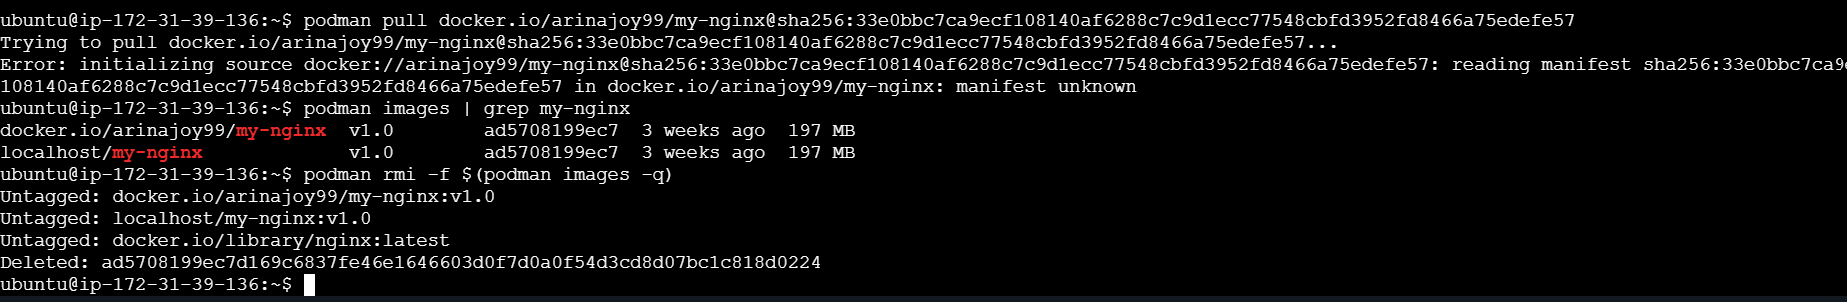 ubuntu@ip-172-31-39-136:~$ podman pull docker.io/arinajoy99/my-nginx@sha256:33e0bbc7ca9ecf108140af6288c7c9d1ecc77548cbfd3952fd8466a75edefe57
Trying to pull docker.io/arinajoy99/my-nginx@sha256:33e0bbc7ca9ecf108140af6288c7c9d1ecc77548cbfd3952fd8466a75edefe57...
Error: initializing source docker://arinajoy99/my-nginx@sha256:33e0bbc7ca9ecf108140af6288c7c9d1ecc77548cbfd3952fd8466a75edefe57: reading manifest sha256:33e0bbc7ca9e
108140af6288c7c9d1ecc77548cbfd3952fd8466a75edefe57 in docker.io/arinajoy99/my-nginx: manifest unknown
ubuntu@ip-172-31-39-136:~$ podman images | grep my-nginx
docker.io/arinajoy99/my-nginx  v1.0        ad5708199ec7  3 weeks ago  197 MB
localhost/my-nginx             v1.0        ad5708199ec7  3 weeks ago  197 MB
ubuntu@ip-172-31-39-136:~$ podman rmi -f $(podman images -q)
Untagged: docker.io/arinajoy99/my-nginx:v1.0
Untagged: localhost/my-nginx:v1.0
Untagged: docker.io/library/nginx:latest
Deleted: ad5708199ec7d169c6837fe46e1646603d0f7d0a0f54d3cd8d07bc1c818d0224
ubuntu@ip-172-31-39-136:~$